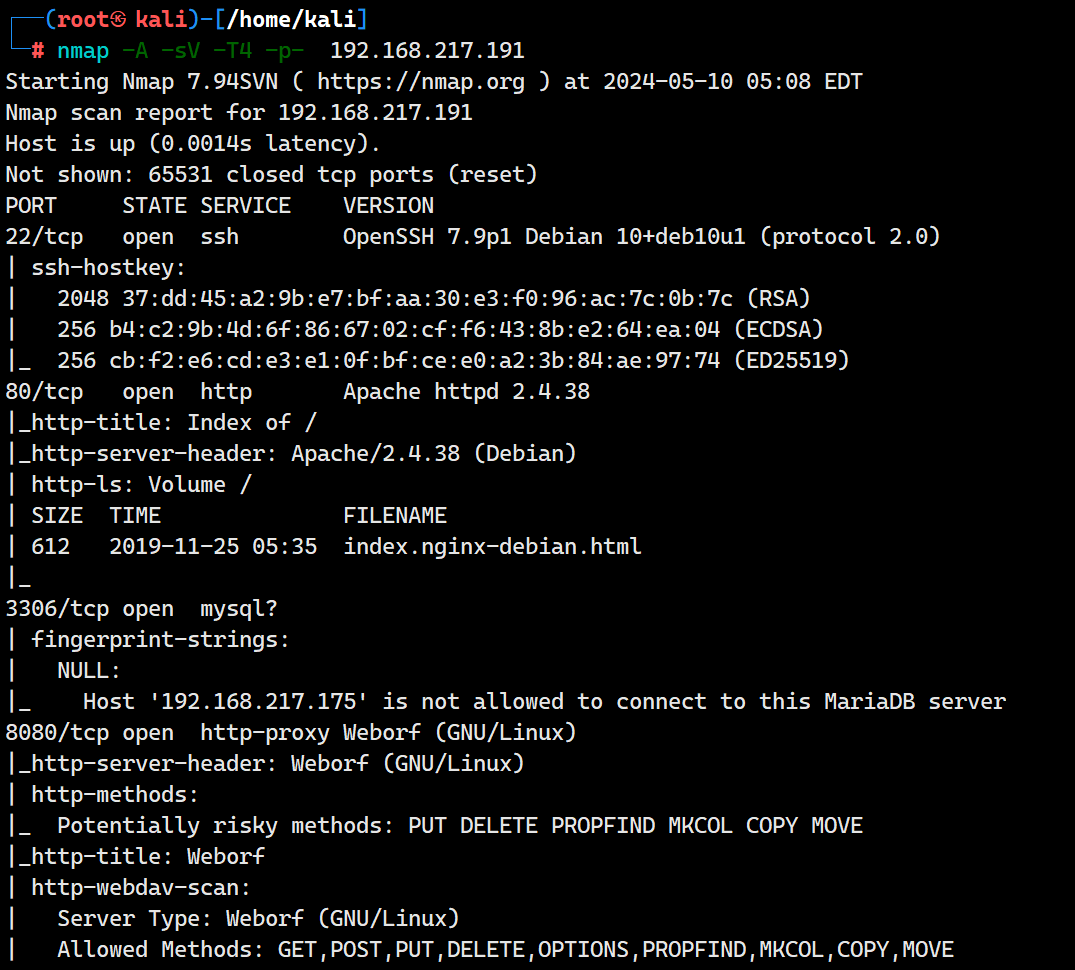 ┌──(root㉿kali)-[/home/kali]
└─# nmap -A -sV -T4 -p-  192.168.217.191
Starting Nmap 7.94SVN ( https://nmap.org ) at 2024-05-10 05:08 EDT
Nmap scan report for 192.168.217.191
Host is up (0.0014s latency).
Not shown: 65531 closed tcp ports (reset)
PORT     STATE SERVICE    VERSION
22/tcp   open  ssh        OpenSSH 7.9p1 Debian 10+deb10u1 (protocol 2.0)
| ssh-hostkey:
|   2048 37:dd:45:a2:9b:e7:bf:aa:30:e3:f0:96:ac:7c:0b:7c (RSA)
|   256 b4:c2:9b:4d:6f:86:67:02:cf:f6:43:8b:e2:64:ea:04 (ECDSA)
|_  256 cb:f2:e6:cd:e3:e1:0f:bf:ce:e0:a2:3b:84:ae:97:74 (ED25519)
80/tcp   open  http       Apache httpd 2.4.38
|_http-title: Index of /
|_http-server-header: Apache/2.4.38 (Debian)
| http-ls: Volume /
| SIZE  TIME              FILENAME
| 612   2019-11-25 05:35  index.nginx-debian.html
|_
3306/tcp open  mysql?
| fingerprint-strings:
|   NULL:
|_    Host '192.168.217.175' is not allowed to connect to this MariaDB server
8080/tcp open  http-proxy Weborf (GNU/Linux)
|_http-server-header: Weborf (GNU/Linux)
| http-methods:
|_  Potentially risky methods: PUT DELETE PROPFIND MKCOL COPY MOVE
|_http-title: Weborf
| http-webdav-scan:
|   Server Type: Weborf (GNU/Linux)
|   Allowed Methods: GET,POST,PUT,DELETE,OPTIONS,PROPFIND,MKCOL,COPY,MOVE